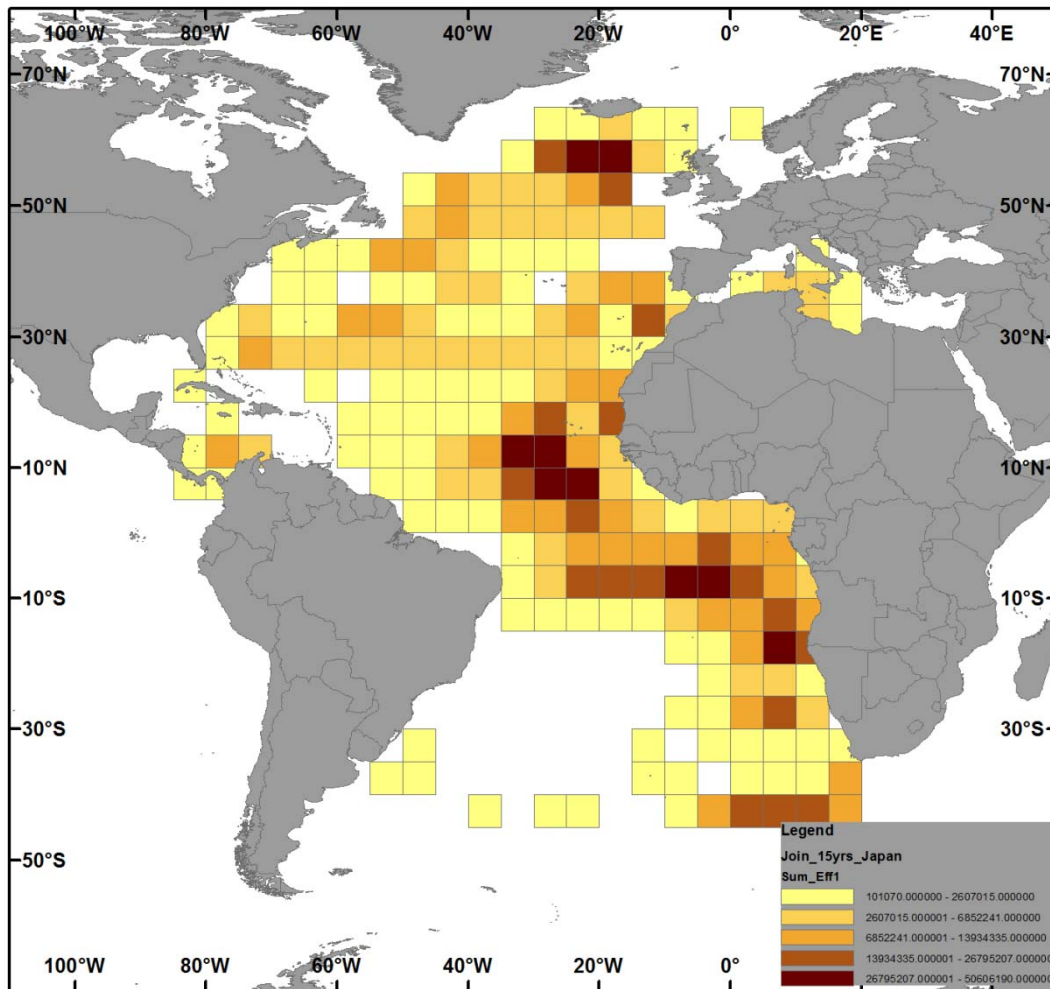 100°W 80°W 60°W 40°W 20°W 0° 20°E 40°E
70°N 70°N
50°N 50°N
30°N 30°N
10°N 10°N
10°S 10°S
30°S 30°S
50°S
Legend
Join_15yrs_Japan
Sum_Eff1
101070.000000 - 2607015.000000
2607015.000001 - 6852241.000000
6852241.000001 - 13934335.000000
13934335.000001 - 26795207.000000
26795207.000001 - 50606190.000000
100°W 80°W 60°W 40°W 20°W 0° 20°E 40°E